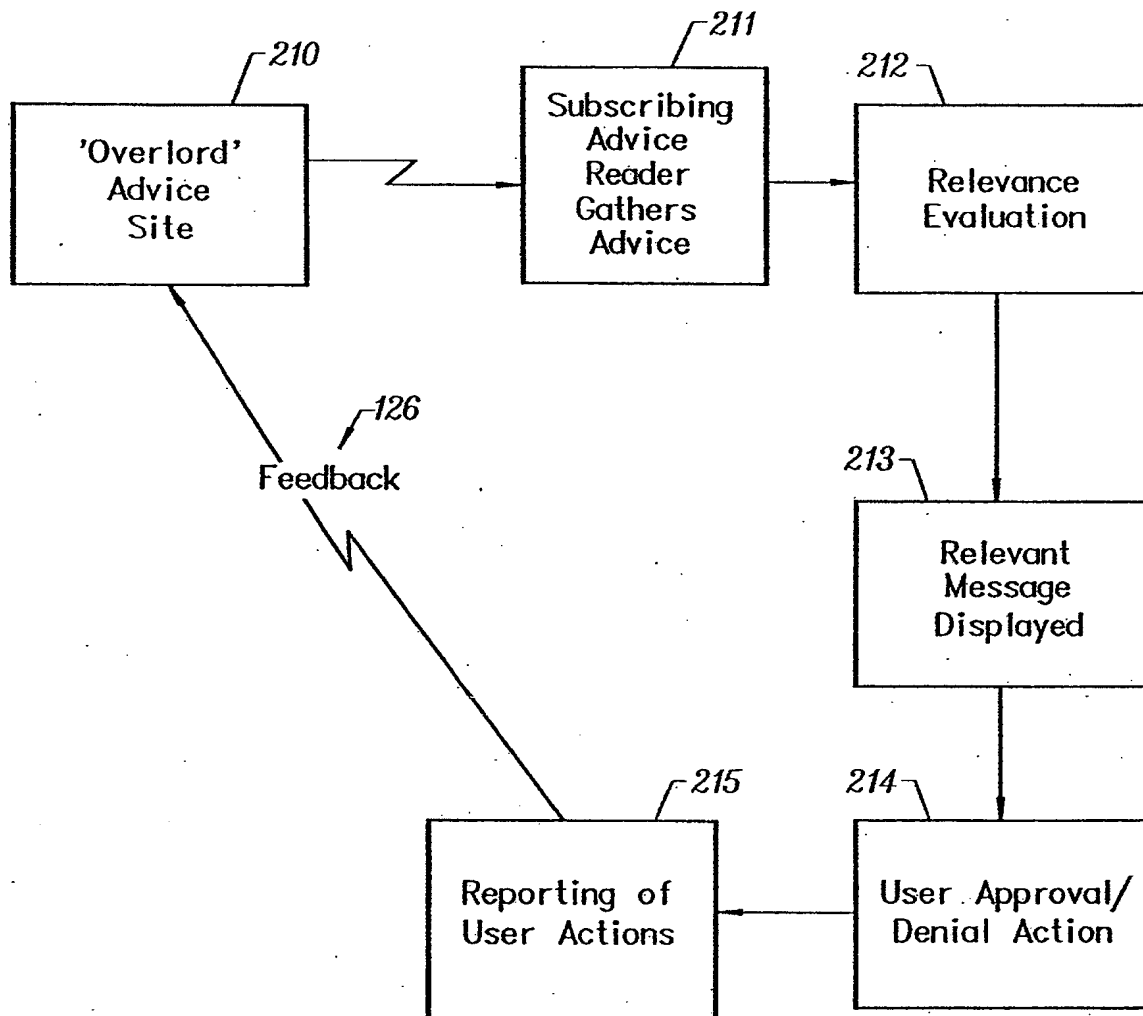 210
'Overlord'
Advice
Site
211
Subscribing
Advice
Reader
Gathers
Advice
212
Relevance
Evaluation
126
Feedback
213
Relevant
Message
Displayed
214
User Approval/
Denial Action
215
Reporting of
User Actions